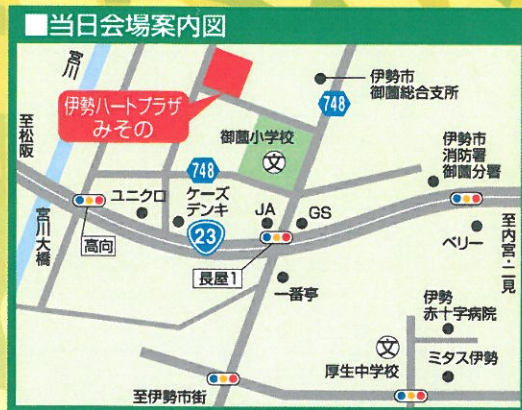 ■当日会場案内図
宮川
伊勢市
御薗総合支所
748
伊勢ハートプラザ
みその
至松阪
御薗小学校
文
伊勢市
消防署
御薗分署
748
ユニクロ
ケーズ
デンキ
JA
GS
宮川大橋
高向
23
長屋1
ベリー
至内宮・二見
一番亭
伊勢
赤十字病院
文
厚生中学校
ミタス伊勢
至伊勢市街